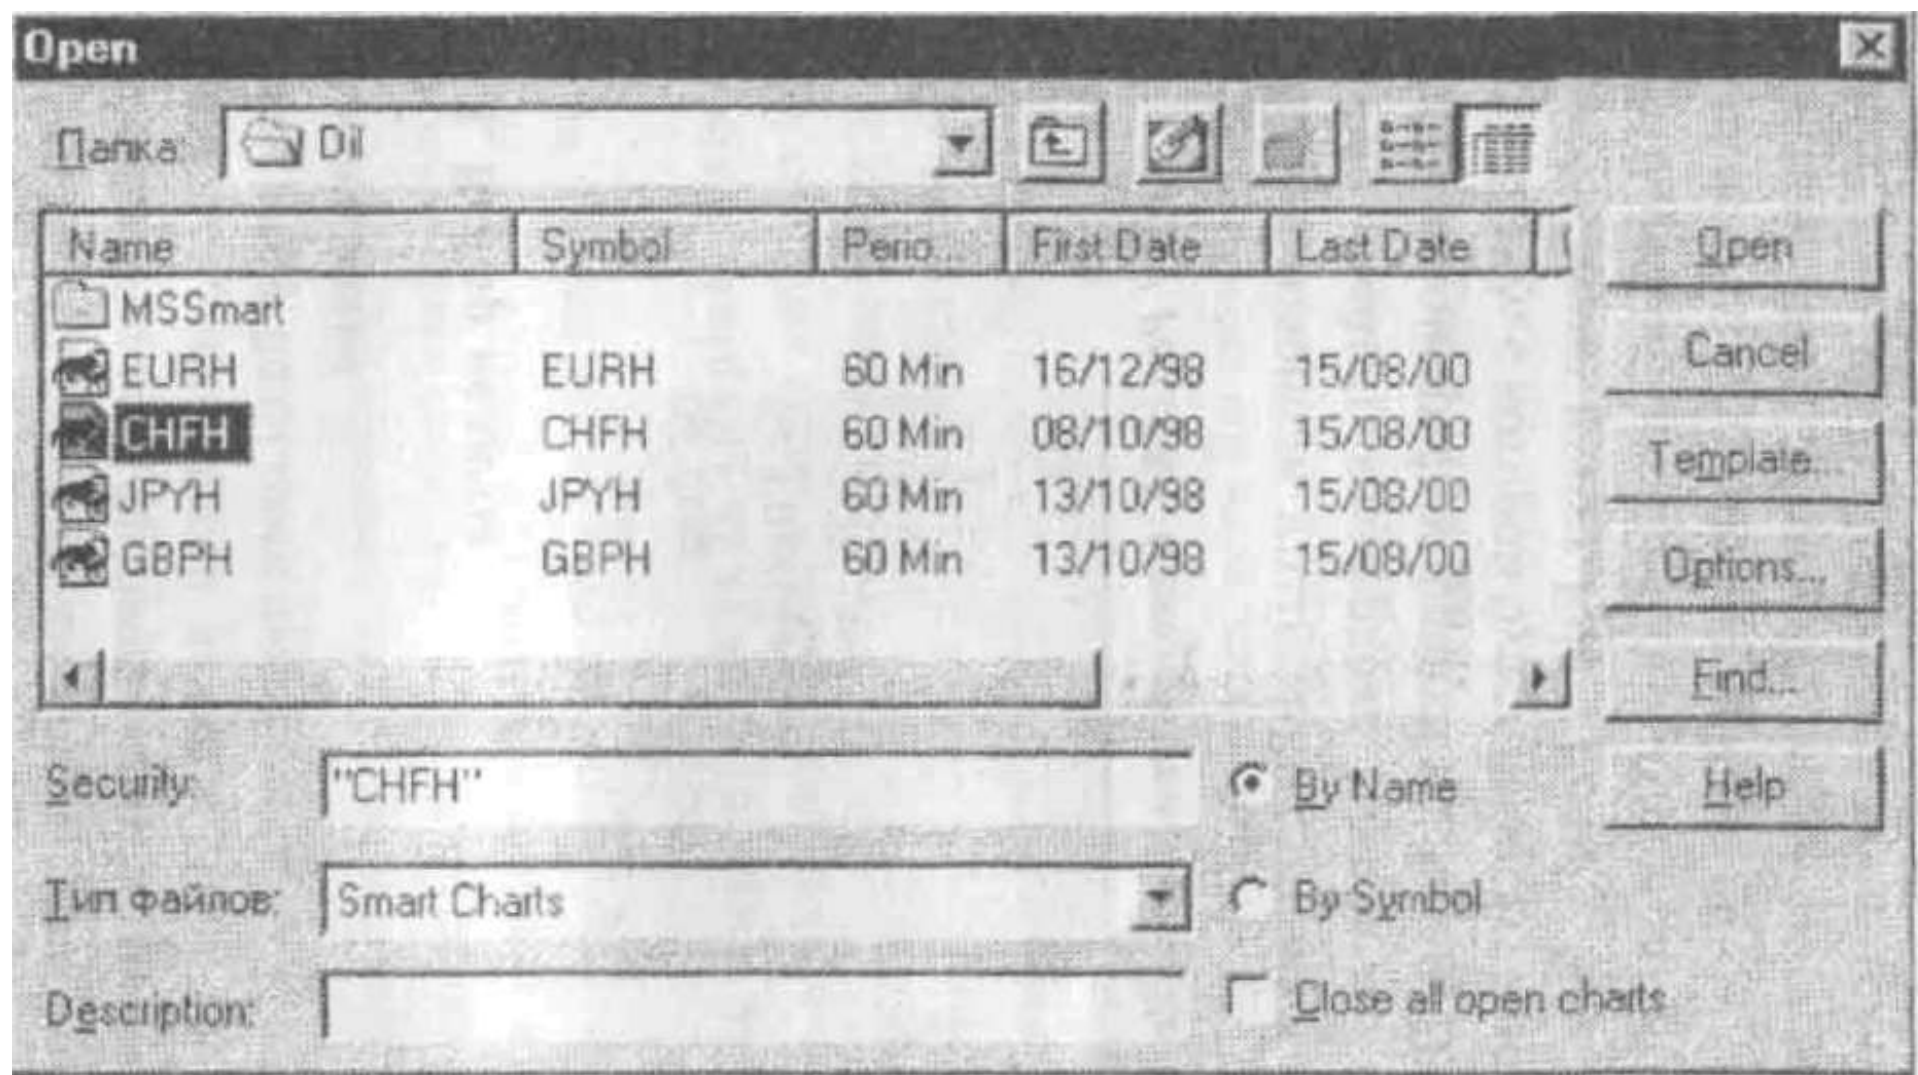 Open
Папка: Dil
Name Symbol Perio... First Date Last Date
MSSmart
EURH EURH 60 Min 16/12/98 15/08/00
CHFH CHFH 60 Min 08/10/98 15/08/00
JPYH JPYH 60 Min 13/10/98 15/08/00
GBPH GBPH 60 Min 13/10/98 15/08/00
Open
Cancel
Template...
Options...
Find...
Help
Security: "CHFH" By Name
Тип файлов: Smart Charts By Symbol
Description: Close all open charts